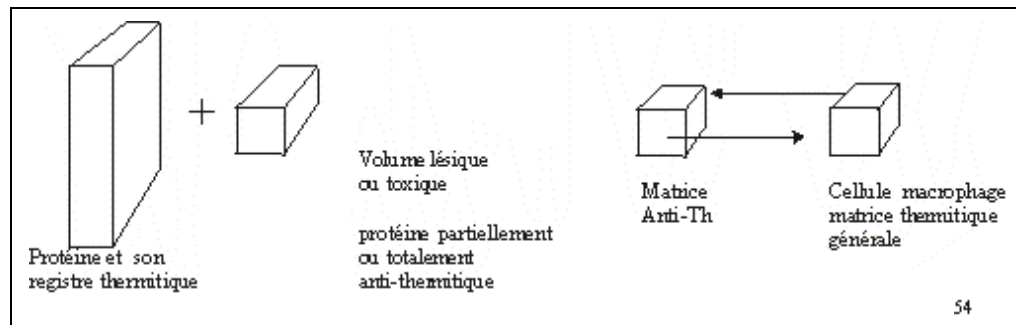 Protéine et son
registre thermitique
+
Volume lésique
ou toxique
protéine partiellement
ou totalement
anti-thermitique
Matrice
Anti-Th
Cellule macrophage
matrice thermitique
générale
54